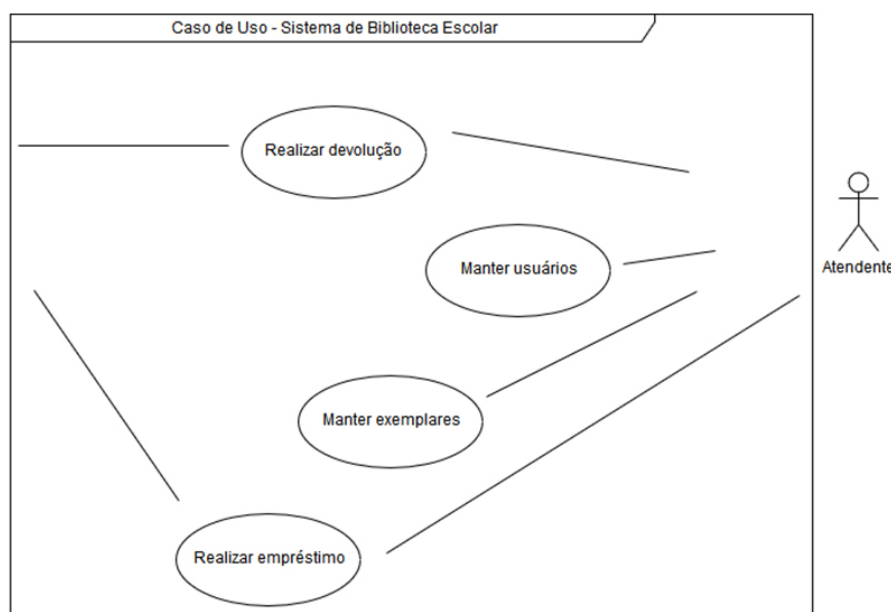 Caso de Uso - Sistema de Biblioteca Escolar
Realizar devolução
Manter usuários
Atendente
Manter exemplares
Realizar empréstimo